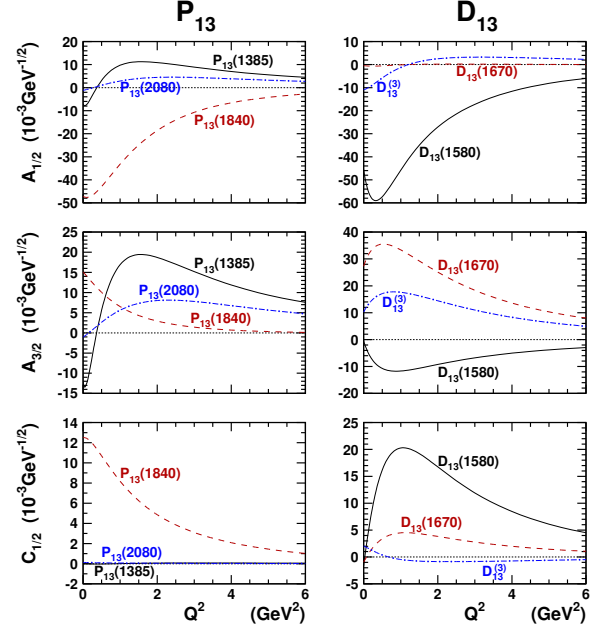 P13 D13
A1/2 (10-3GeV-1/2)
10
0
-10
-20
-30
-40
-50
P13(1385)
P13(2080)
P13(1840)
10
0
-10
-20
-30
-40
-50
-60
D13(1670)
D13(3)
D13(1580)
A3/2 (10-3GeV-1/2)
25
20
15
10
5
0
-5
-10
-15
P13(1385)
P13(2080)
P13(1840)
40
30
20
10
0
-10
-20
D13(1670)
D13(3)
D13(1580)
C1/2 (10-3GeV-1/2)
14
12
10
8
6
4
2
0
-2
P13(1840)
P13(2080)
P13(1385)
0 2 4 6
Q2 (GeV2)
25
20
15
10
5
0
-5
D13(1580)
D13(1670)
D13(3)
0 2 4 6
Q2 (GeV2)